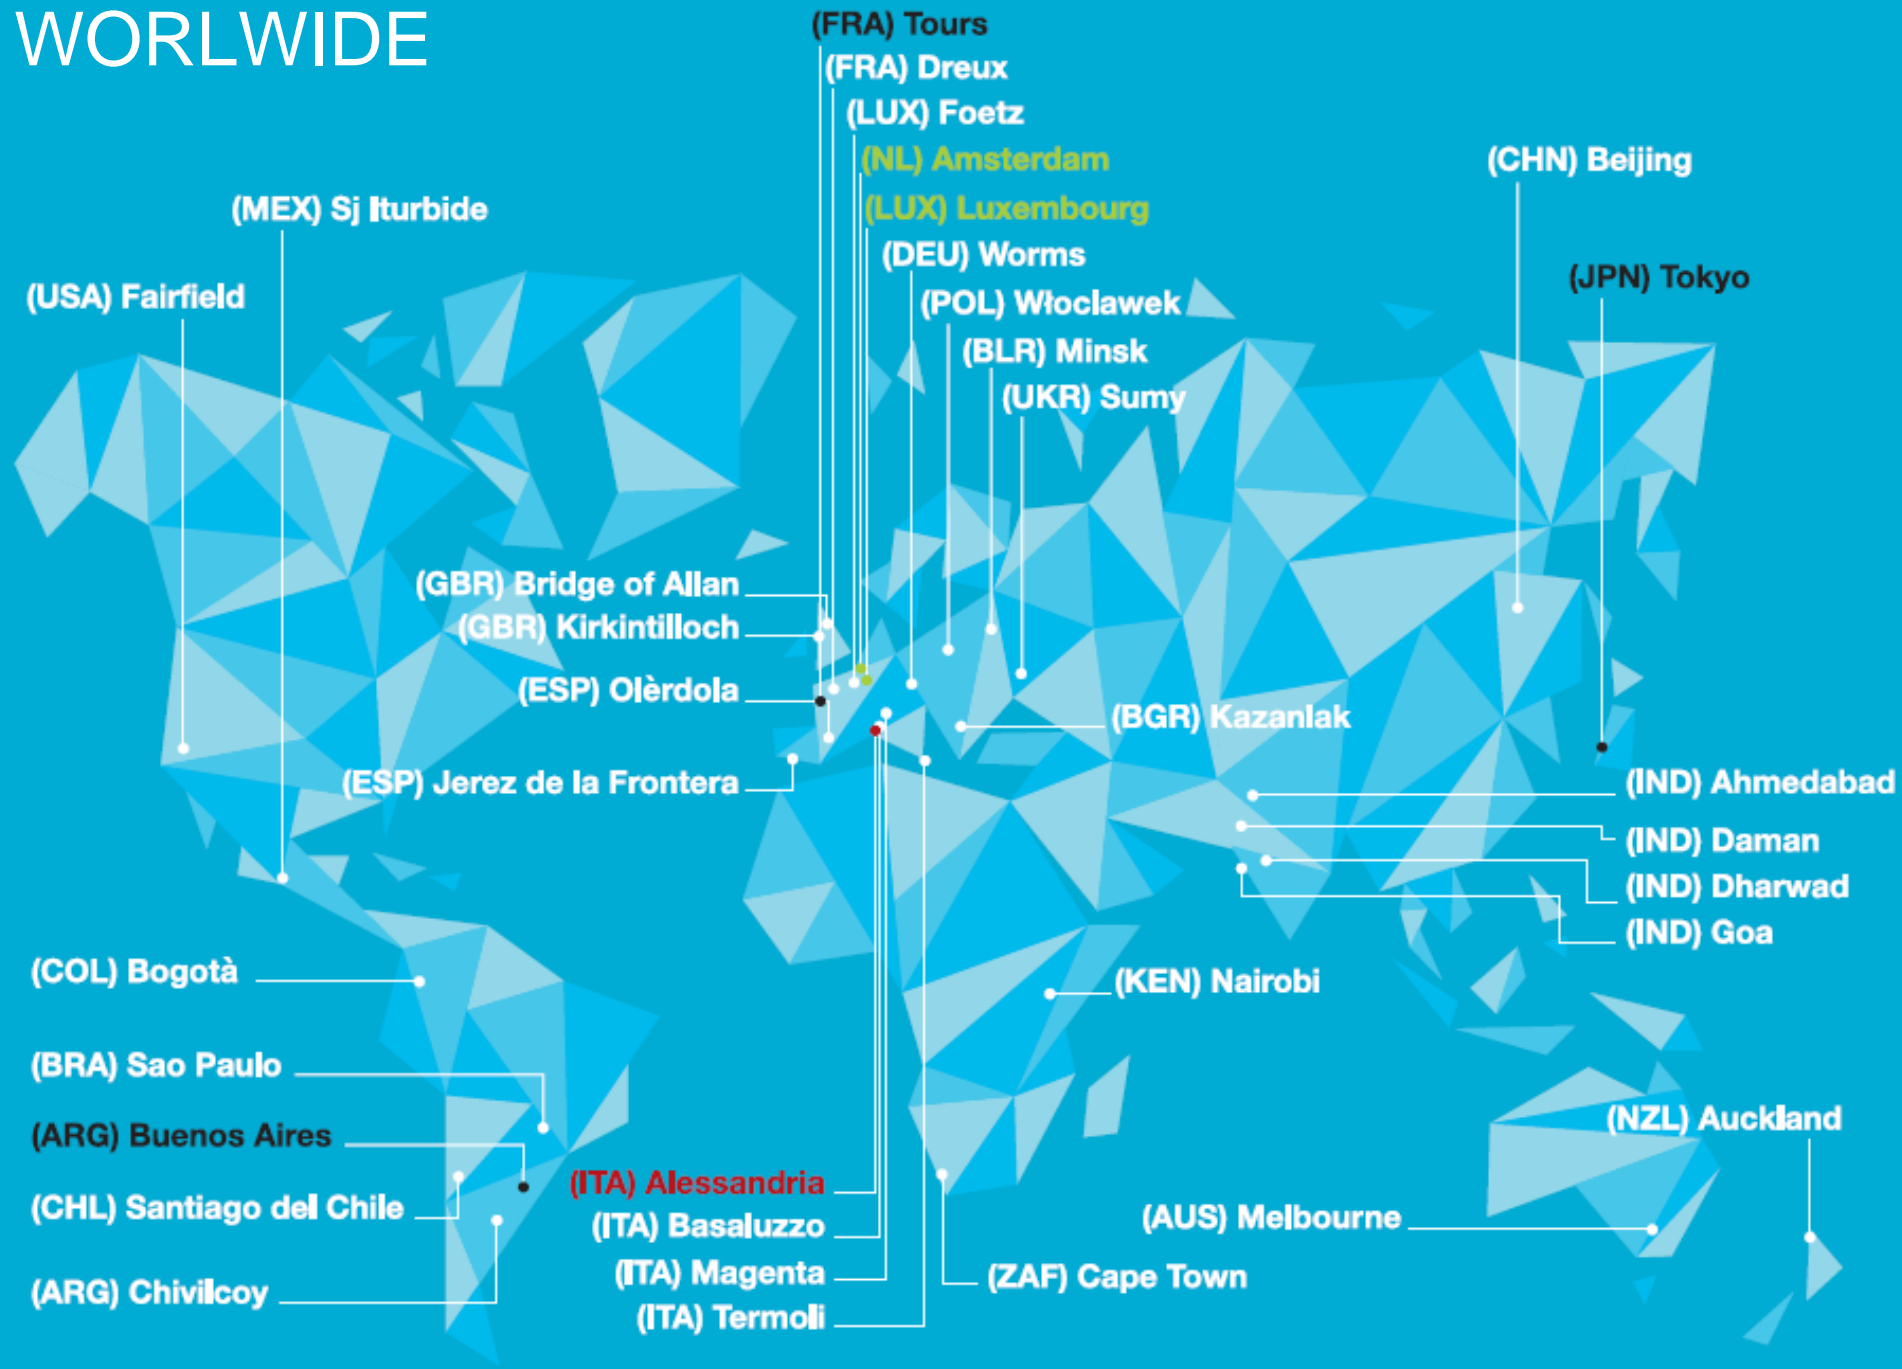 WORLWIDE
(FRA) Tours
(FRA) Dreux
(LUX) Foetz
(NL) Amsterdam
(CHN) Beijing
(MEX) Sj Iturbide
(LUX) Luxembourg
(DEU) Worms
(JPN) Tokyo
(USA) Fairfield
(POL) Włoclawek
(BLR) Minsk
(UKR) Sumy
(GBR) Bridge of Allan
(GBR) Kirkintilloch
(ESP) Olèrdola
(BGR) Kazanlak
(ESP) Jerez de la Frontera
(IND) Ahmedabad
(IND) Daman
(IND) Dharwad
(IND) Goa
(COL) Bogotà
(KEN) Nairobi
(BRA) Sao Paulo
(NZL) Auckland
(ARG) Buenos Aires
(ITA) Alessandria
(CHL) Santiago del Chile
(ITA) Basaluzzo
(AUS) Melbourne
(ITA) Magenta
(ZAF) Cape Town
(ARG) Chivilcoy
(ITA) Termoli